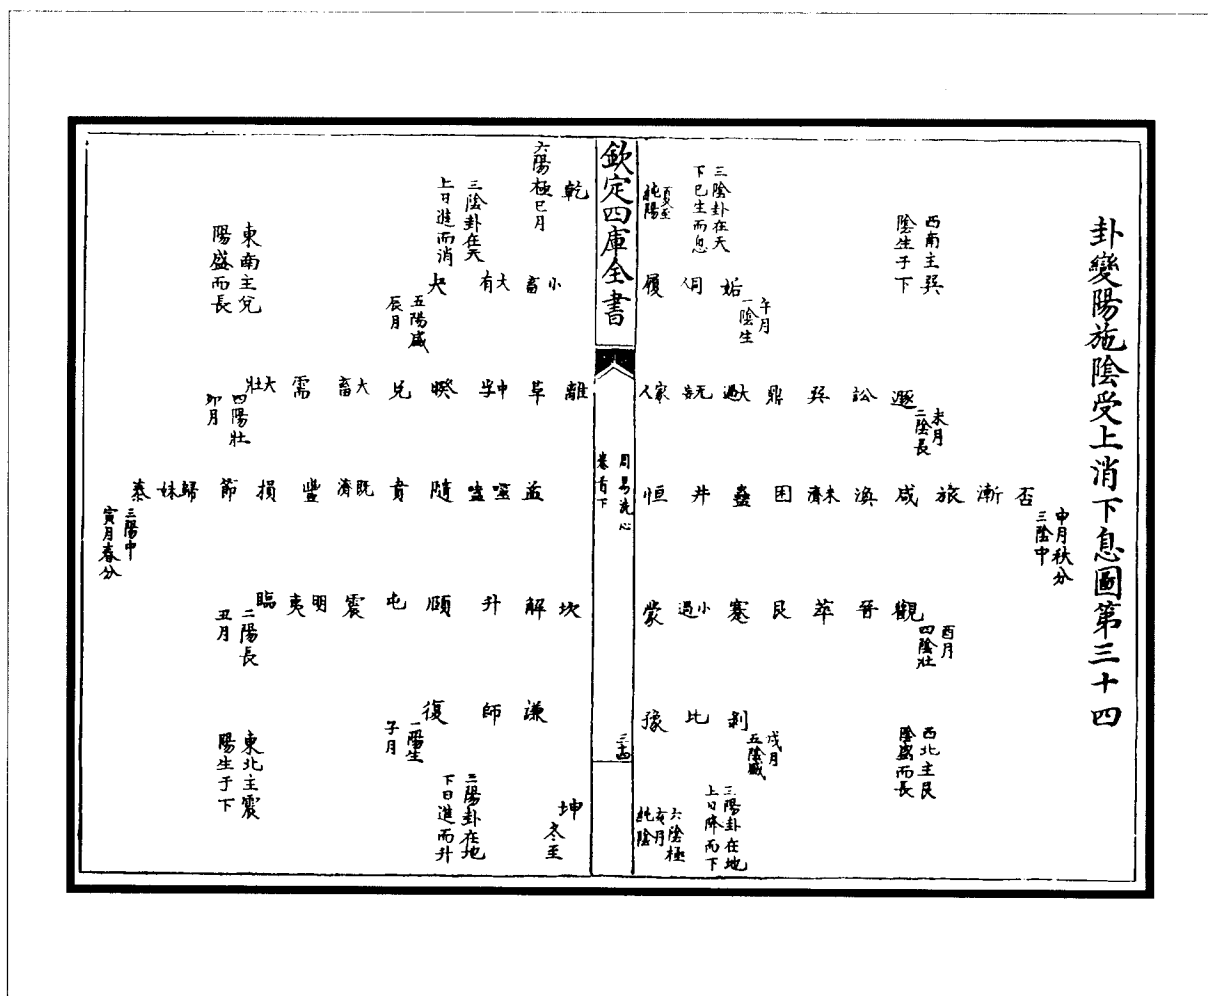 卦變陽施陰受上消下息圖第三十四
西南主巽
陰生于下
三陰卦在天
下巳生而息
夏至
純陽
姤
同人
履
午月
一陰生
遯
訟
巽
鼎
大過
无妄
家人
未月
二陰長
否
漸
旅
咸
渙
未濟
困
蠱
井
恒
申月秋分
三陰中
觀
晉
萃
艮
蹇
小過
蒙
酉月
四陰壯
剝
比
豫
戌月
五陰盛
西北主艮
陰盛而長
三陽卦在地
上日降而下
六陰極
亥月
純陰
欽定四庫全書
周易洗心
卷首下
三十四
乾
六陽極巳月
三陰卦在天
上日進而消
東南主兌
陽盛而長
小畜
大有
夬
五陽盛
辰月
離
革
中孚
睽
兌
大畜
需
大壯
四陽壯
卯月
益
噬嗑
隨
賁
既濟
豐
損
節
歸妹
泰
三陽中
寅月春分
坎
解
升
頤
屯
震
明夷
臨
二陽長
丑月
謙
師
復
一陽生
子月
東北主震
陽生于下
三陽卦在地
下日進而升
坤
冬至